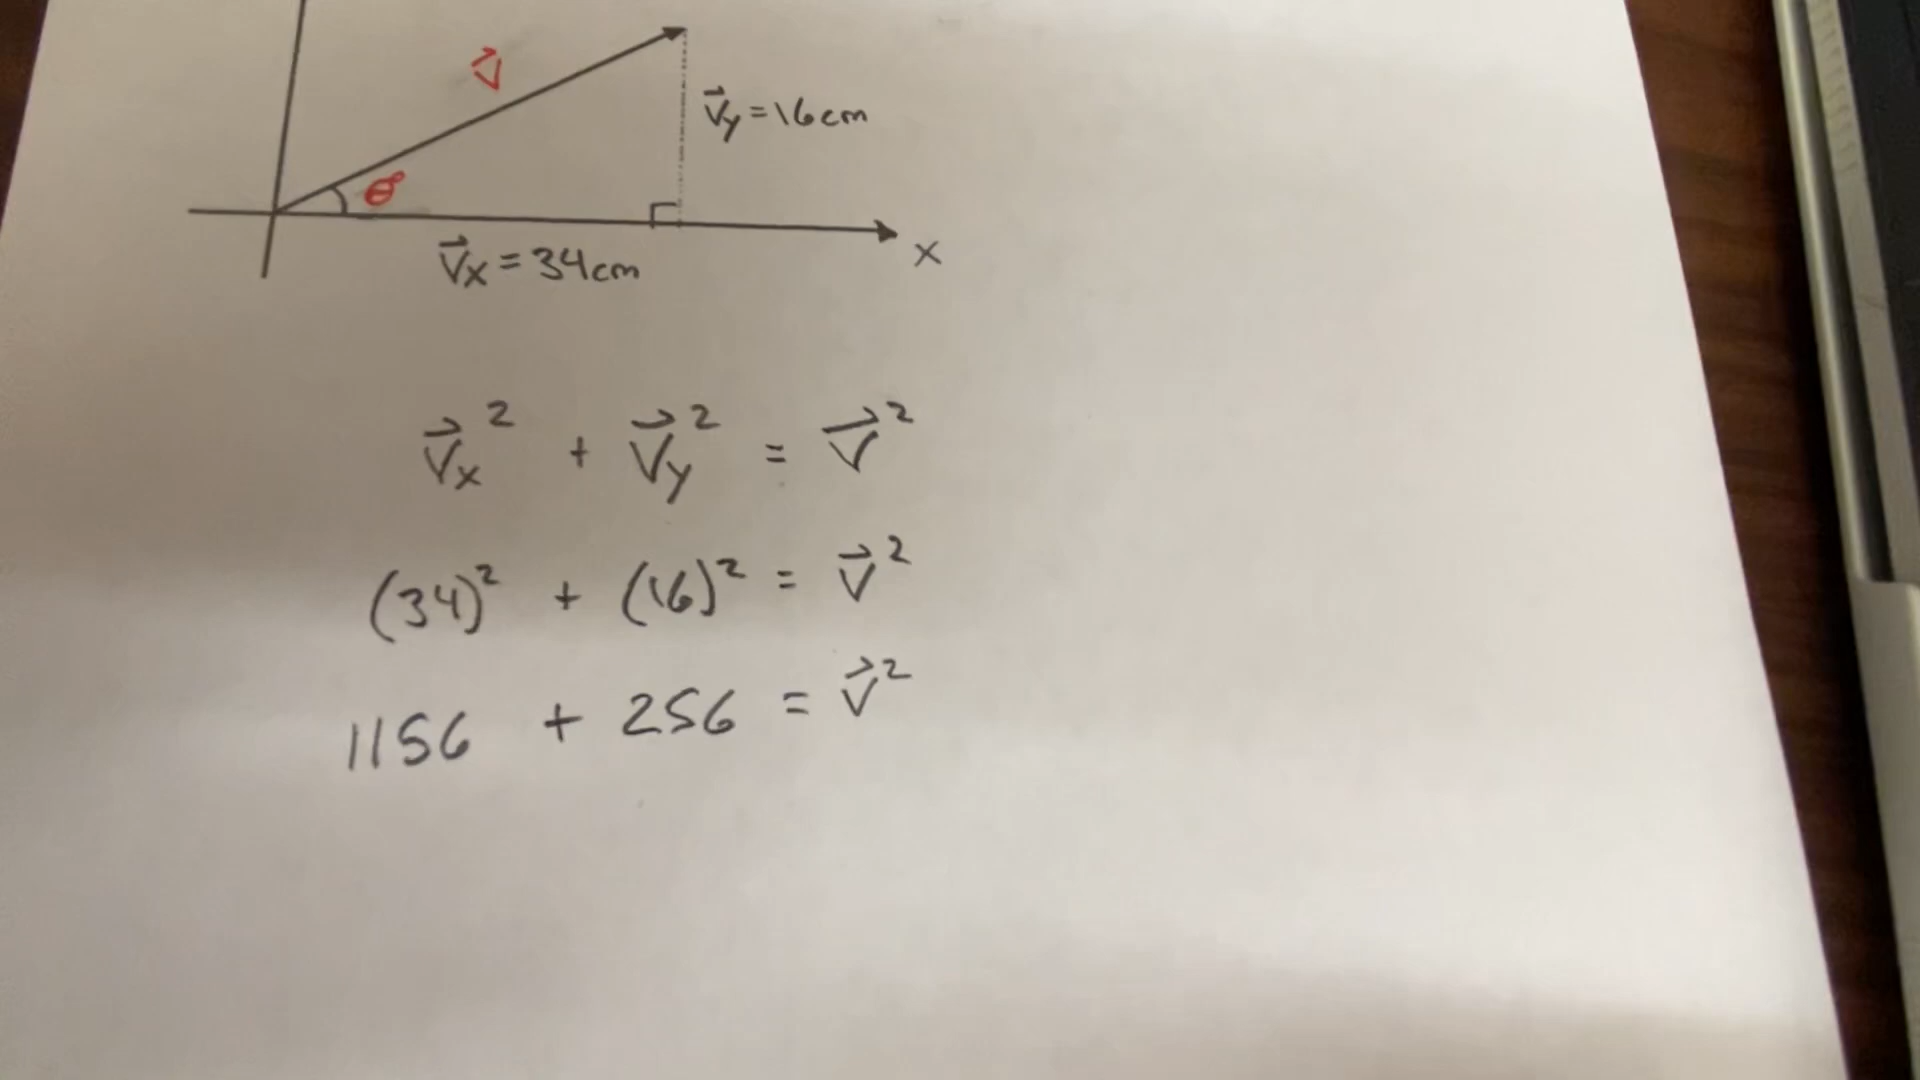 V⃗
V⃗y = 16cm
θ
V⃗x = 34cm
x
V⃗x² + V⃗y² = V⃗²
(34)² + (16)² = V⃗²
1156 + 256 = V⃗²